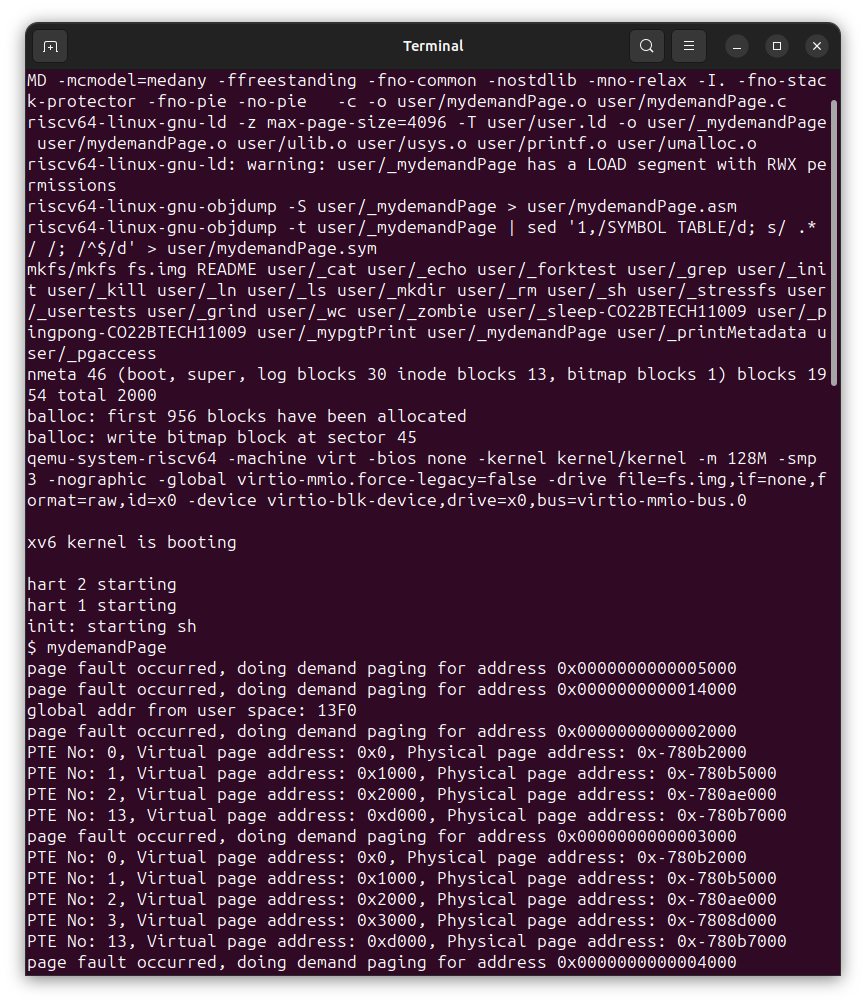 Terminal
MD -mcmodel=medany -ffreestanding -fno-common -nostdlib -mno-relax -I. -fno-stac
k-protector -fno-pie -no-pie   -c -o user/mydemandPage.o user/mydemandPage.c
riscv64-linux-gnu-ld -z max-page-size=4096 -T user/user.ld -o user/_mydemandPage
 user/mydemandPage.o user/ulib.o user/usys.o user/printf.o user/umalloc.o
riscv64-linux-gnu-ld: warning: user/_mydemandPage has a LOAD segment with RWX pe
rmissions
riscv64-linux-gnu-objdump -S user/_mydemandPage > user/mydemandPage.asm
riscv64-linux-gnu-objdump -t user/_mydemandPage | sed '1,/SYMBOL TABLE/d; s/ .*
/ /; /^$/d' > user/mydemandPage.sym
mkfs/mkfs fs.img README user/_cat user/_echo user/_forktest user/_grep user/_ini
t user/_kill user/_ln user/_ls user/_mkdir user/_rm user/_sh user/_stressfs user
/_usertests user/_grind user/_wc user/_zombie user/_sleep-CO22BTECH11009 user/_p
ingpong-CO22BTECH11009 user/_mypgtPrint user/_mydemandPage user/_printMetadata u
ser/_pgaccess
nmeta 46 (boot, super, log blocks 30 inode blocks 13, bitmap blocks 1) blocks 19
54 total 2000
balloc: first 956 blocks have been allocated
balloc: write bitmap block at sector 45
qemu-system-riscv64 -machine virt -bios none -kernel kernel/kernel -m 128M -smp
3 -nographic -global virtio-mmio.force-legacy=false -drive file=fs.img,if=none,f
ormat=raw,id=x0 -device virtio-blk-device,drive=x0,bus=virtio-mmio-bus.0
xv6 kernel is booting
hart 2 starting
hart 1 starting
init: starting sh
$ mydemandPage
page fault occurred, doing demand paging for address 0x0000000000005000
page fault occurred, doing demand paging for address 0x0000000000014000
global addr from user space: 13F0
page fault occurred, doing demand paging for address 0x0000000000002000
PTE No: 0, Virtual page address: 0x0, Physical page address: 0x-780b2000
PTE No: 1, Virtual page address: 0x1000, Physical page address: 0x-780b5000
PTE No: 2, Virtual page address: 0x2000, Physical page address: 0x-780ae000
PTE No: 13, Virtual page address: 0xd000, Physical page address: 0x-780b7000
page fault occurred, doing demand paging for address 0x0000000000003000
PTE No: 0, Virtual page address: 0x0, Physical page address: 0x-780b2000
PTE No: 1, Virtual page address: 0x1000, Physical page address: 0x-780b5000
PTE No: 2, Virtual page address: 0x2000, Physical page address: 0x-780ae000
PTE No: 3, Virtual page address: 0x3000, Physical page address: 0x-7808d000
PTE No: 13, Virtual page address: 0xd000, Physical page address: 0x-780b7000
page fault occurred, doing demand paging for address 0x0000000000004000